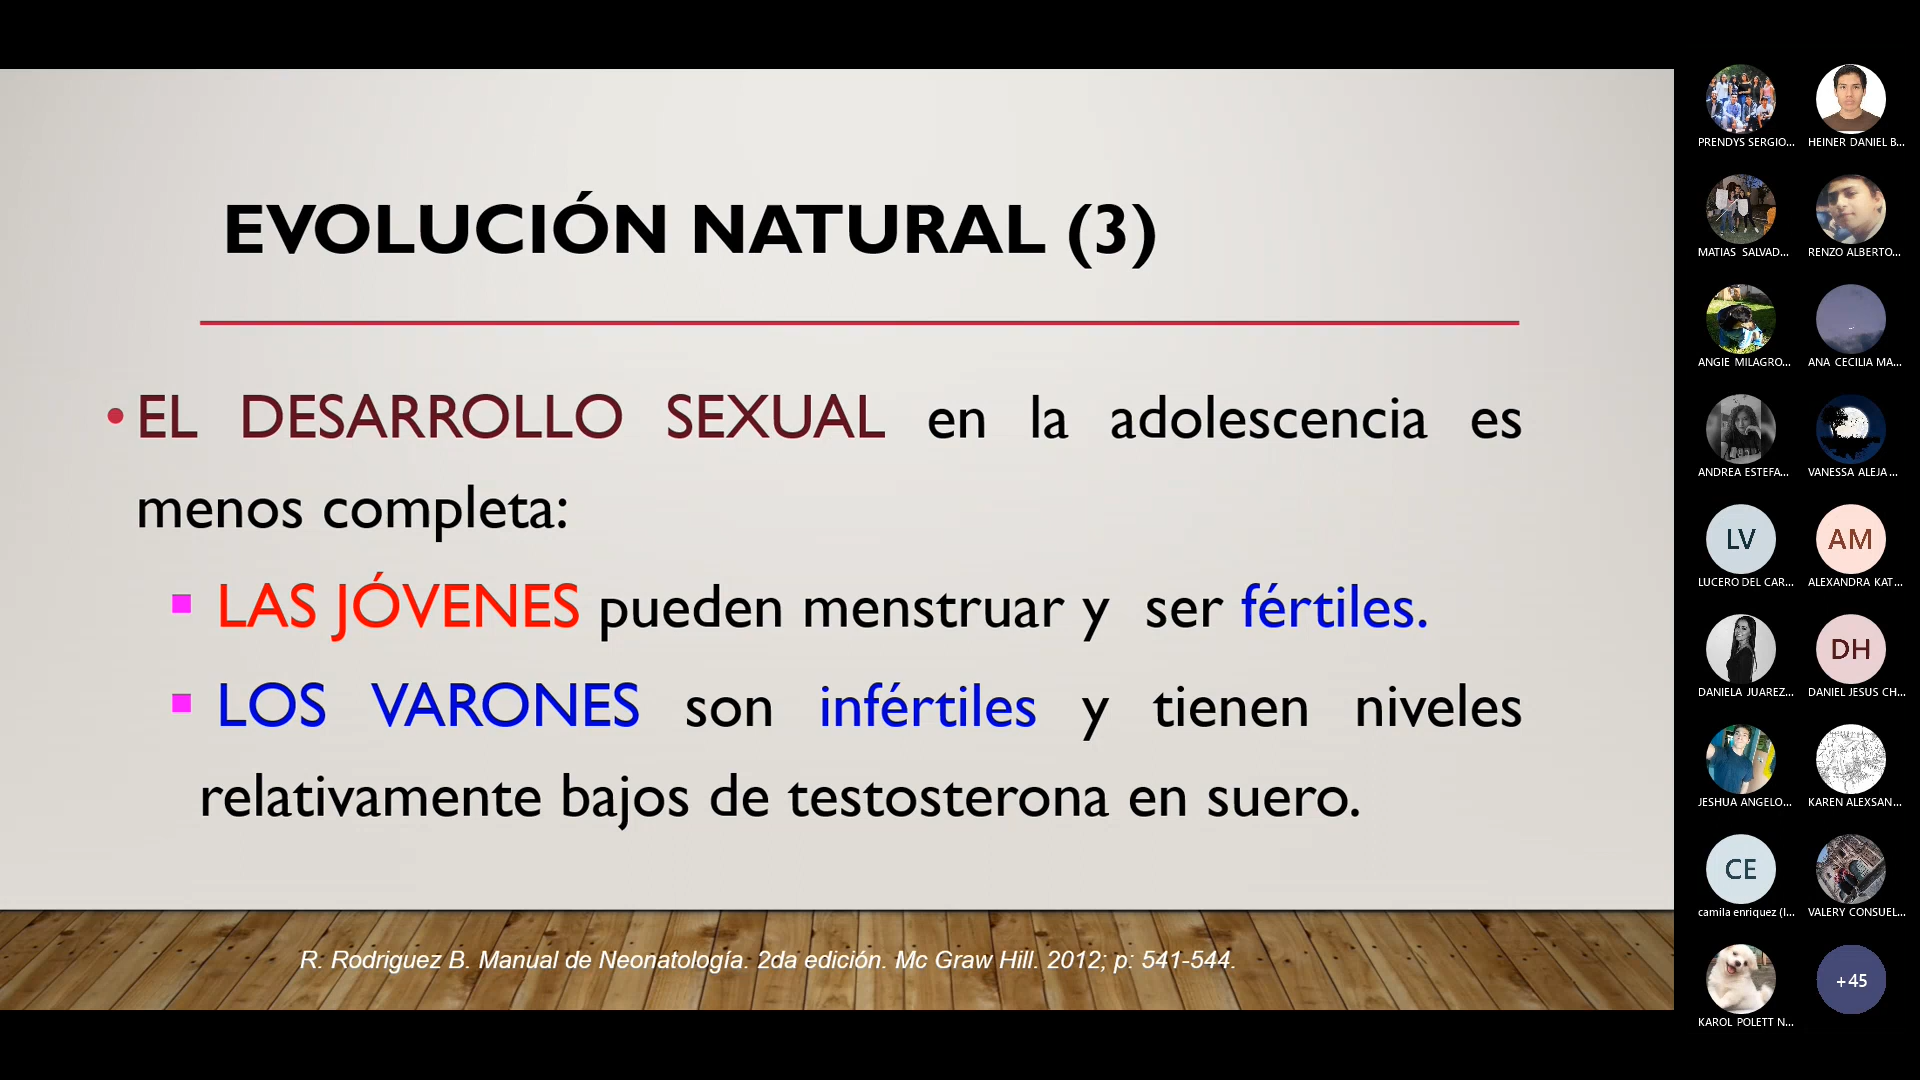 EVOLUCIÓN NATURAL (3)
• EL DESARROLLO SEXUAL en la adolescencia es
menos completa:
▪ LAS JÓVENES pueden menstruar y ser fértiles.
▪ LOS VARONES son infértiles y tienen niveles
relativamente bajos de testosterona en suero.
R. Rodriguez B. Manual de Neonatología. 2da edición. Mc Graw Hill. 2012; p: 541-544.
PRENDYS SERGIO...
HEINER DANIEL B...
MATIAS SALVAD...
RENZO ALBERTO...
ANGIE MILAGRO...
ANA CECILIA MA...
ANDREA ESTEFA...
VANESSA ALEJA...
LV
AM
LUCERO DEL CAR...
ALEXANDRA KAT...
DH
DANIELA JUAREZ...
DANIEL JESUS CH...
JESHUA ANGELO...
KAREN ALEXSAN...
CE
camila enriquez (I...
VALERY CONSUEL...
+45
KAROL POLETT N...